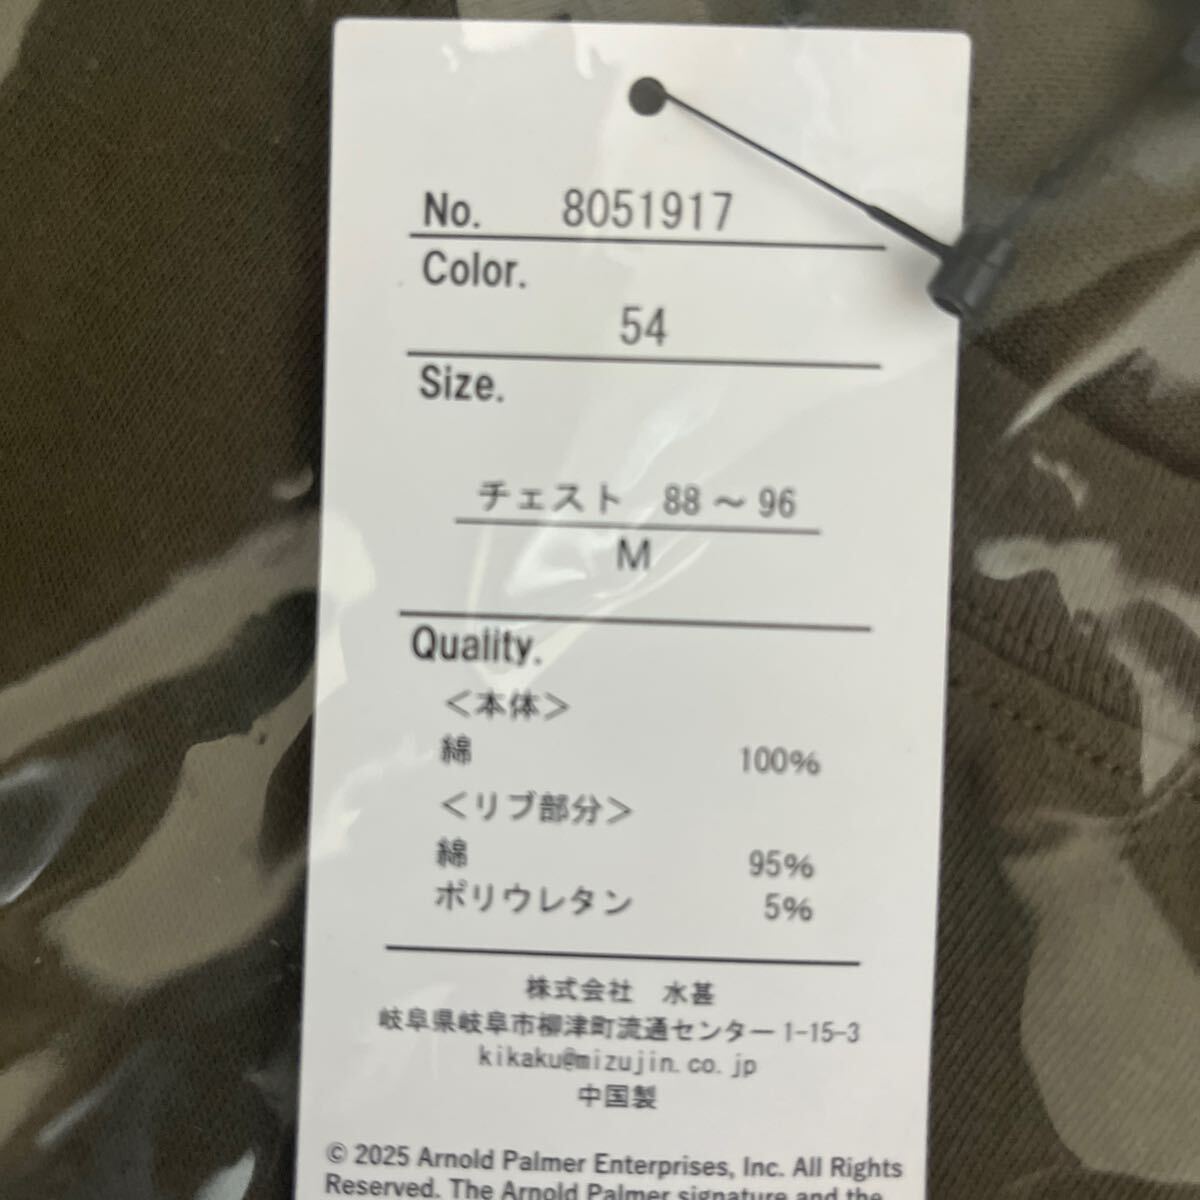 No. 8051917
Color.
54
Size.
チェスト 88～96
M
Quality.
＜本体＞
綿 100%
＜リブ部分＞
綿 95%
ポリウレタン 5%
株式会社 水甚
岐阜県岐阜市柳津町流通センター1-15-3
kikaku@mizujin.co.jp
中国製
© 2025 Arnold Palmer Enterprises, Inc. All Rights
Reserved. The Arnold Palmer signature and the